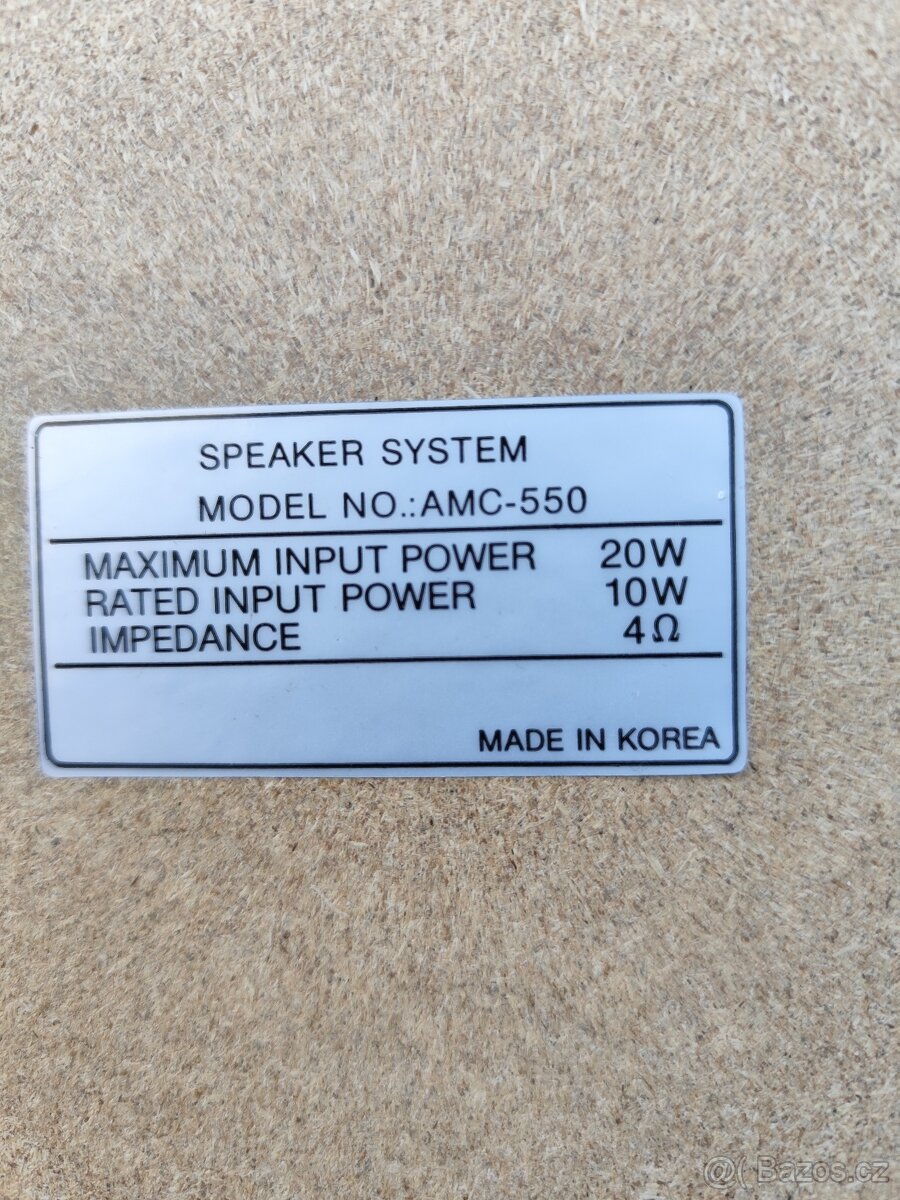 SPEAKER SYSTEM
MODEL NO.:AMC-550
MAXIMUM INPUT POWER 20W
RATED INPUT POWER 10W
IMPEDANCE 4Ω
MADE IN KOREA
@( Bazos.cz